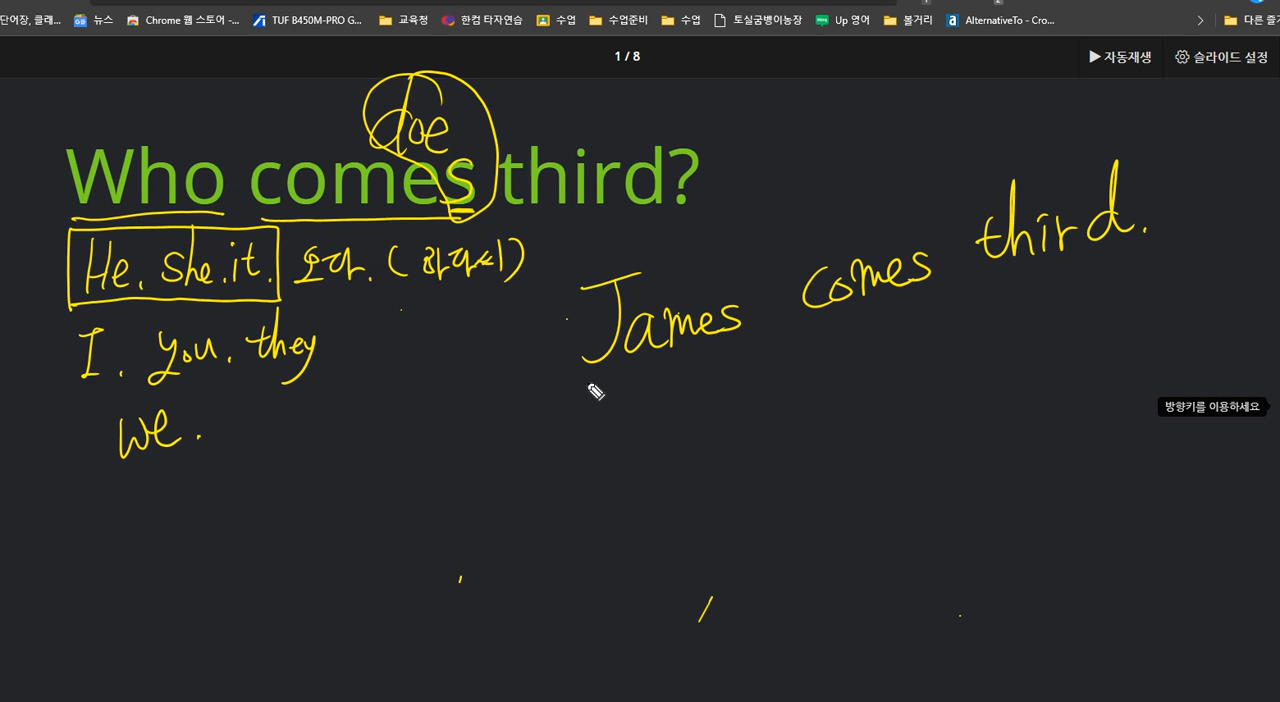 단어장, 클래... 뉴스 Chrome 웹 스토어 -... TUF B450M-PRO G... 교육청 한컴 타자연습 수업 수업준비 수업 토실궁뱅이농장 Up 영어 볼거리 AlternativeTo - Cro... 다른 즐
1 / 8 자동재생 슬라이드 설정
doe
Who comes third?
He. She. it. 오다.
James comes third.
I. you. they
we.
방향키를 이용하세요